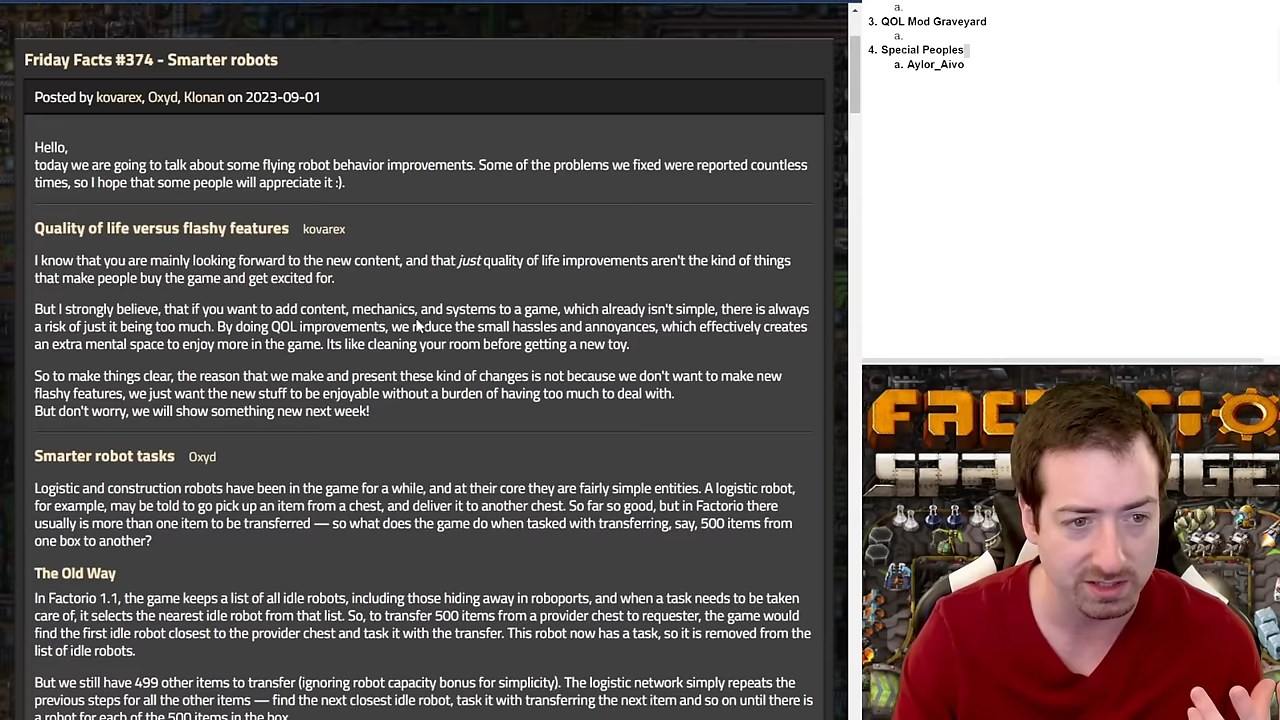 Friday Facts #374 - Smarter robots
Posted by kovarex, Oxyd, Klonan on 2023-09-01
Hello,
today we are going to talk about some flying robot behavior improvements. Some of the problems we fixed were reported countless
times, so I hope that some people will appreciate it :).
Quality of life versus flashy features kovarex
I know that you are mainly looking forward to the new content, and that just quality of life improvements aren't the kind of things
that make people buy the game and get excited for.
But I strongly believe, that if you want to add content, mechanics, and systems to a game, which already isn't simple, there is always
a risk of just it being too much. By doing QOL improvements, we reduce the small hassles and annoyances, which effectively creates
an extra mental space to enjoy more in the game. Its like cleaning your room before getting a new toy.
So to make things clear, the reason that we make and present these kind of changes is not because we don't want to make new
flashy features, we just want the new stuff to be enjoyable without a burden of having too much to deal with.
But don't worry, we will show something new next week!
Smarter robot tasks Oxyd
Logistic and construction robots have been in the game for a while, and at their core they are fairly simple entities. A logistic robot,
for example, may be told to go pick up an item from a chest, and deliver it to another chest. So far so good, but in Factorio there
usually is more than one item to be transferred — so what does the game do when tasked with transferring, say, 500 items from
one box to another?
The Old Way
In Factorio 1.1, the game keeps a list of all idle robots, including those hiding away in roboports, and when a task needs to be taken
care of, it selects the nearest idle robot from that list. So, to transfer 500 items from a provider chest to requester, the game would
find the first idle robot closest to the provider chest and task it with the transfer. This robot now has a task, so it is removed from the
list of idle robots.
But we still have 499 other items to transfer (ignoring robot capacity bonus for simplicity). The logistic network simply repeats the
previous steps for all the other items — find the next closest idle robot, task it with transferring the next item and so on until there is
a robot for each of the 500 items in the box.
a.
3. QOL Mod Graveyard
a.
4. Special Peoples
a. Aylor_Aivo
FACTORIO